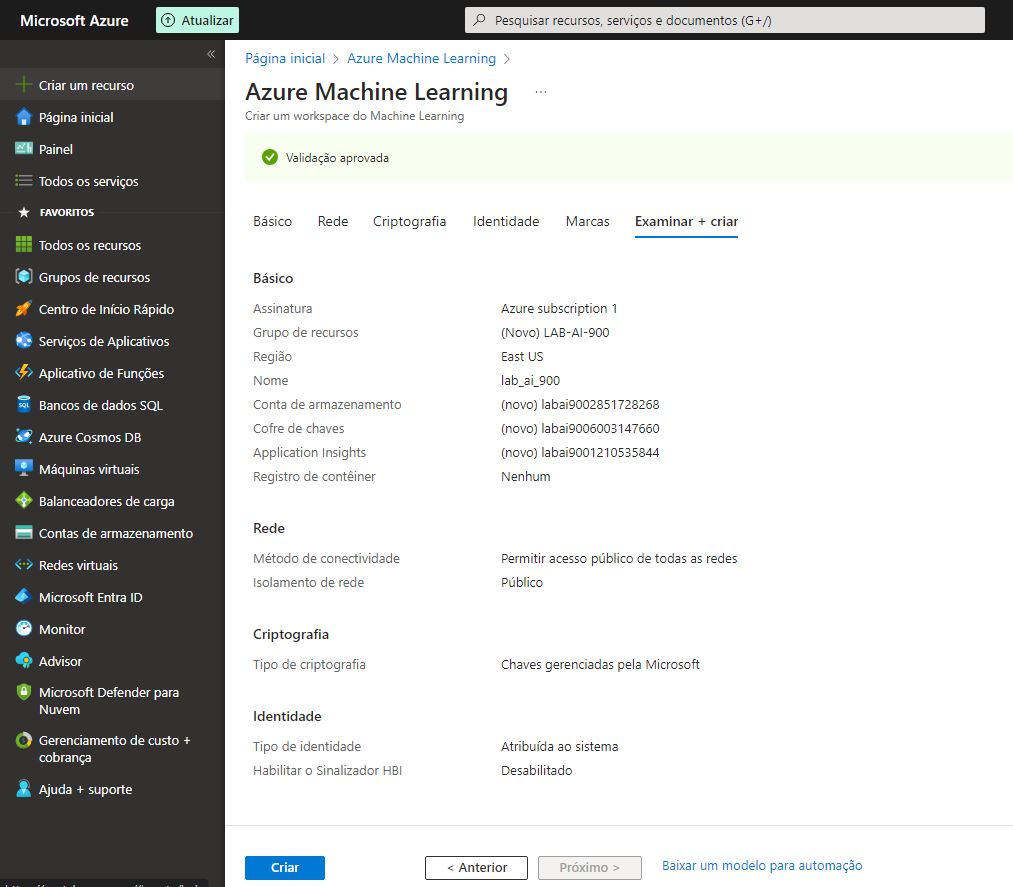 Microsoft Azure
Atualizar
Pesquisar recursos, serviços e documentos (G+/)
«
Criar um recurso
Página inicial
Painel
Todos os serviços
FAVORITOS
Todos os recursos
Grupos de recursos
Centro de Início Rápido
Serviços de Aplicativos
Aplicativo de Funções
Bancos de dados SQL
Azure Cosmos DB
Máquinas virtuais
Balanceadores de carga
Contas de armazenamento
Redes virtuais
Microsoft Entra ID
Monitor
Advisor
Microsoft Defender para
Nuvem
Gerenciamento de custo +
cobrança
Ajuda + suporte
Página inicial > Azure Machine Learning >
Azure Machine Learning ...
Criar um workspace do Machine Learning
Validação aprovada
Básico Rede Criptografia Identidade Marcas Examinar + criar
Básico
Assinatura Azure subscription 1
Grupo de recursos (Novo) LAB-AI-900
Região East US
Nome lab_ai_900
Conta de armazenamento (novo) labai9002851728268
Cofre de chaves (novo) labai9006003147660
Application Insights (novo) labai9001210535844
Registro de contêiner Nenhum
Rede
Método de conectividade Permitir acesso público de todas as redes
Isolamento de rede Público
Criptografia
Tipo de criptografia Chaves gerenciadas pela Microsoft
Identidade
Tipo de identidade Atribuída ao sistema
Habilitar o Sinalizador HBI Desabilitado
Criar < Anterior Próximo > Baixar um modelo para automação